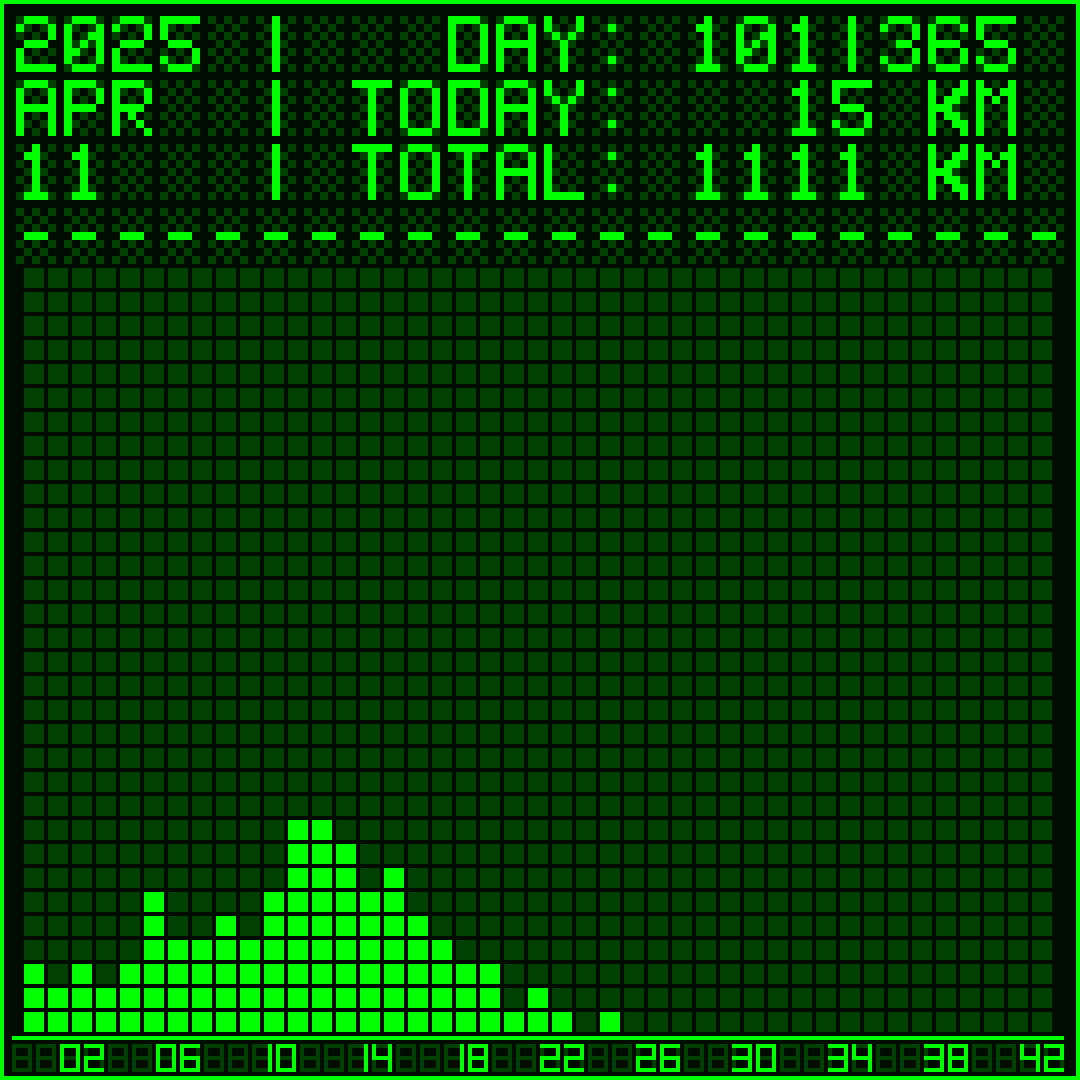 2025 | DAY: 101|365
APR | TODAY: 15 KM
11 | TOTAL: 1111 KM
----------------------
02 06 10 14 18 22 26 30 34 38 42